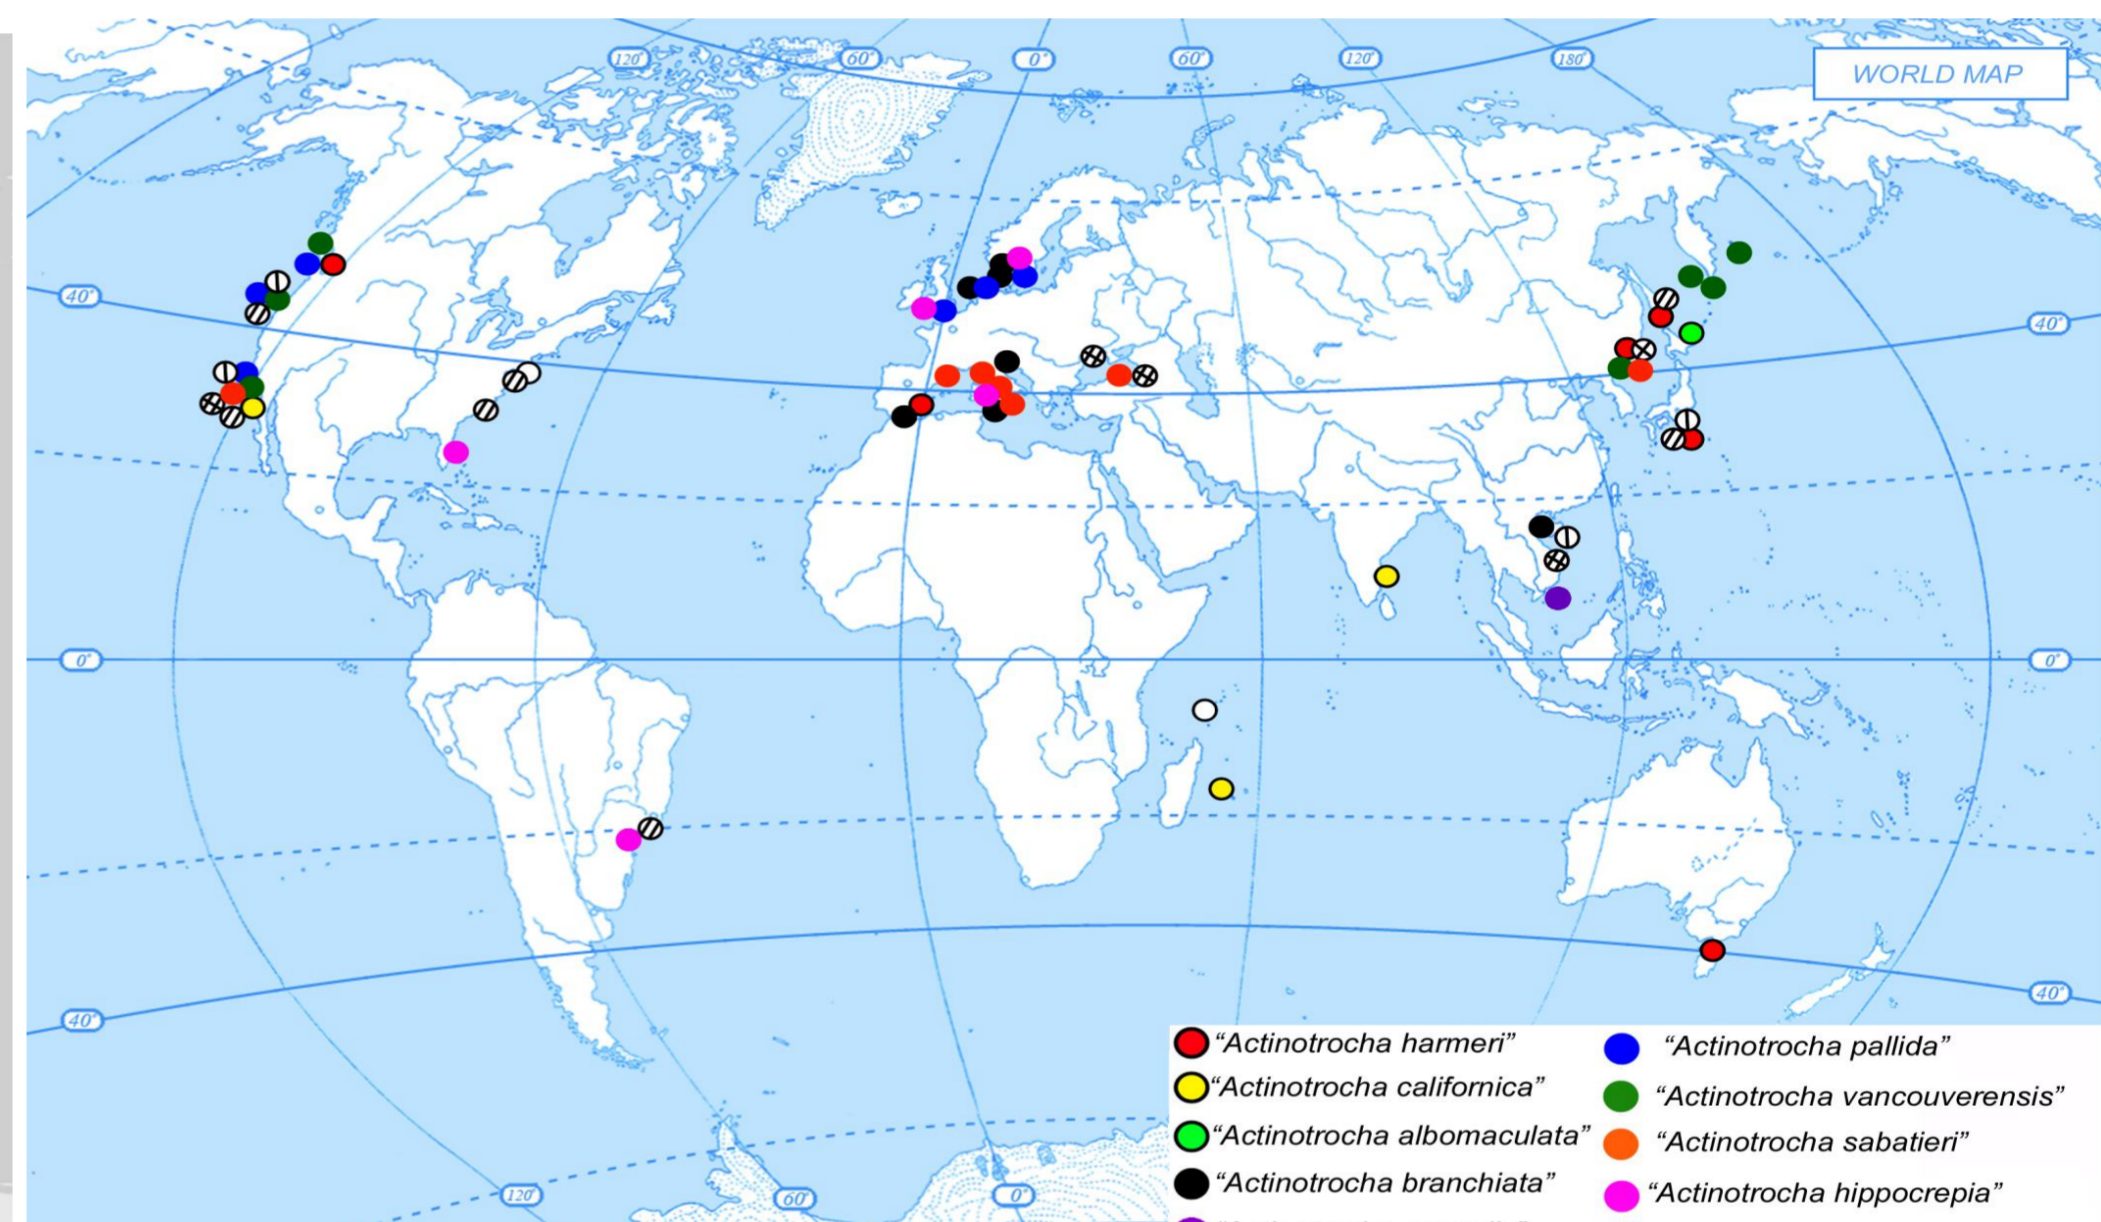 120° 60° 0° 60° 120° 180°
WORLD MAP
40° 40°
0° 0°
40° 40°
120° 60° 0°
“Actinotrocha harmeri”
“Actinotrocha californica”
“Actinotrocha albomaculata”
“Actinotrocha branchiata”
“Actinotrocha pallida”
“Actinotrocha vancouverensis”
“Actinotrocha sabatieri”
“Actinotrocha hippocrepia”